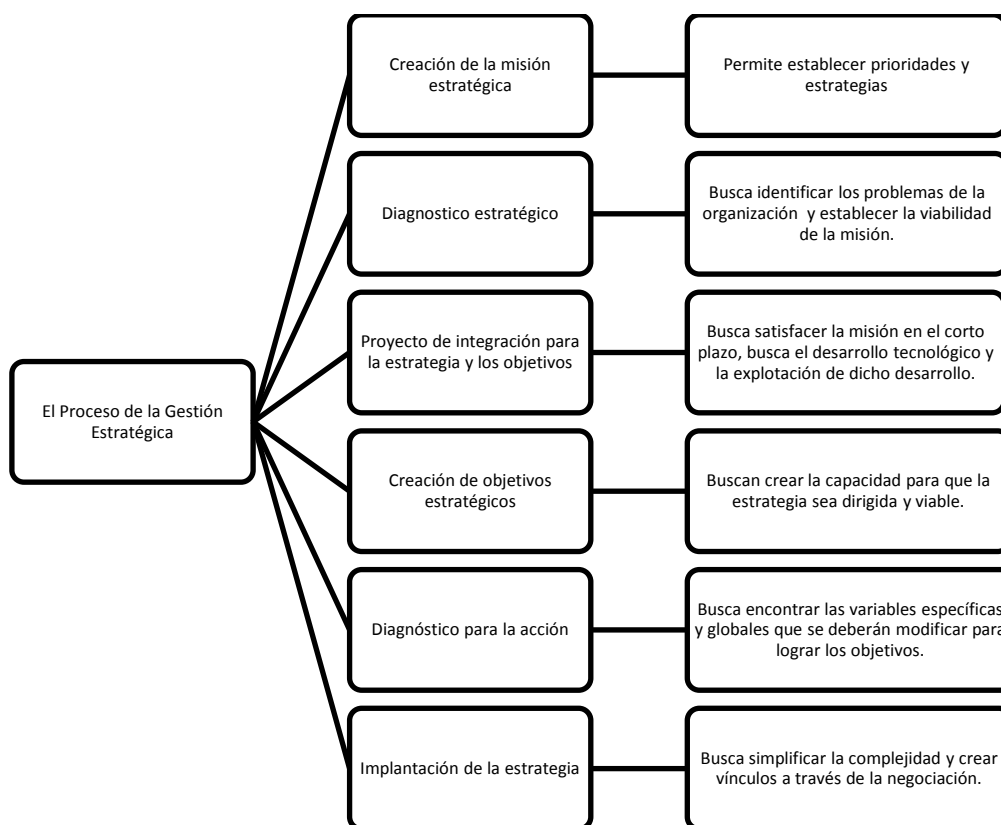 Creación de la misión
estratégica
Permite establecer prioridades y
estrategias
Diagnostico estratégico
Busca identificar los problemas de la
organización y establecer la viabilidad
de la misión.
Proyecto de integración para
la estrategia y los objetivos
Busca satisfacer la misión en el corto
plazo, busca el desarrollo tecnológico y
la explotación de dicho desarrollo.
El Proceso de la Gestión
Estratégica
Creación de objetivos
estratégicos
Buscan crear la capacidad para que la
estrategia sea dirigida y viable.
Diagnóstico para la acción
Busca encontrar las variables específicas
y globales que se deberán modificar para
lograr los objetivos.
Implantación de la estrategia
Busca simplificar la complejidad y crear
vínculos a través de la negociación.